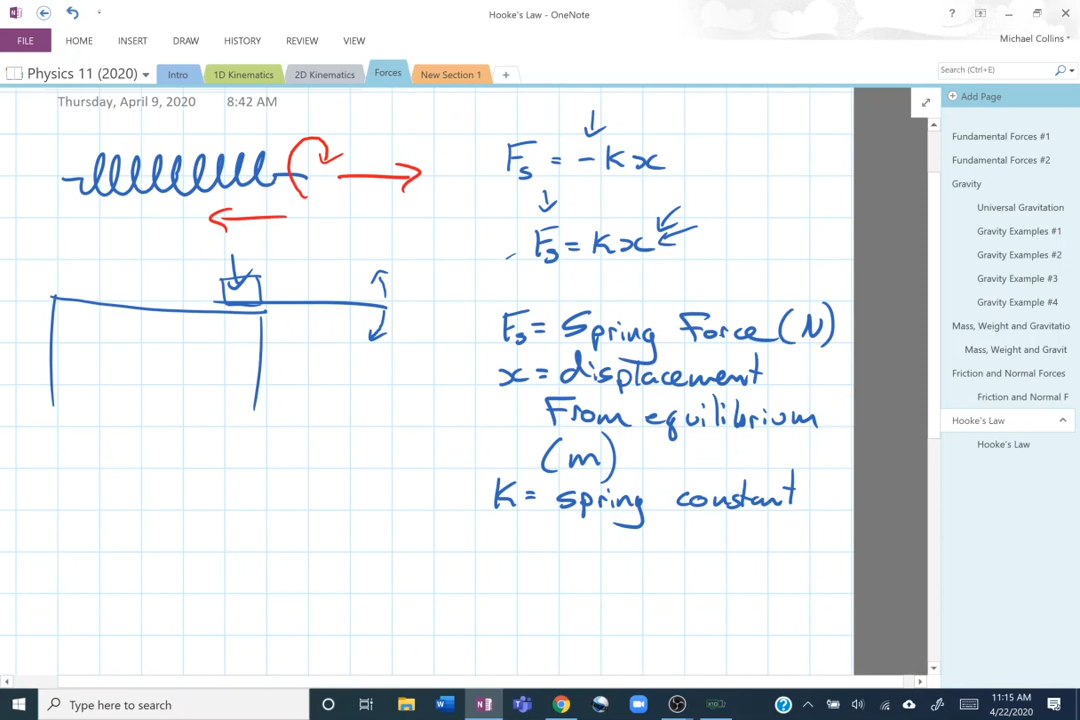 Hooke's Law - OneNote
Michael Collins
FILE HOME INSERT DRAW HISTORY REVIEW VIEW
Physics 11 (2020) Intro 1D Kinematics 2D Kinematics Forces New Section 1 +
Search (Ctrl+E)
Thursday, April 9, 2020 8:42 AM
Fs = -Kx
Fs = Kx
Fs = Spring Force (N)
x = displacement
From equilibrium
(m)
K = spring constant
Add Page
Fundamental Forces #1
Fundamental Forces #2
Gravity
Universal Gravitation
Gravity Examples #1
Gravity Examples #2
Gravity Example #3
Gravity Example #4
Mass, Weight and Gravitatio
Mass, Weight and Gravit
Friction and Normal Forces
Friction and Normal F
Hooke's Law
Hooke's Law
Type here to search
11:15 AM
4/22/2020